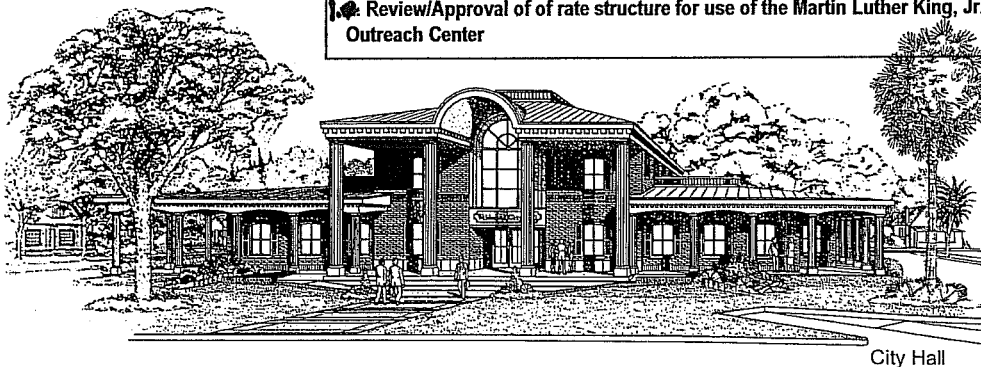 Review/Approval of of rate structure for use of the Martin Luther King, Jr.
Outreach Center
City Hall